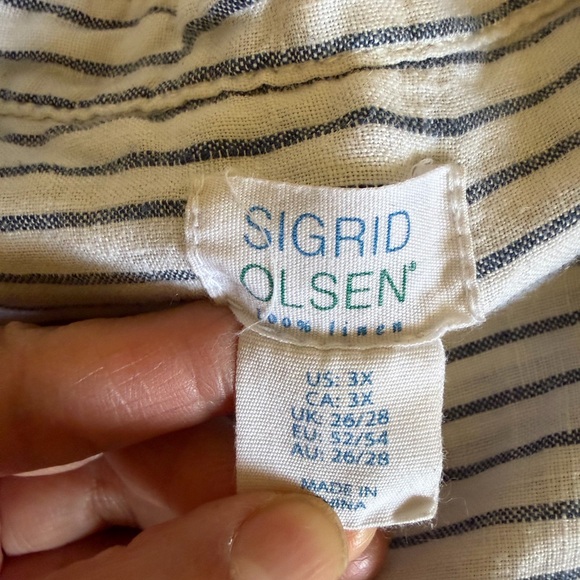 SIGRID
OLSEN®
100% linen
US: 3X
CA: 3X
UK: 26/28
EU: 52/54
AU: 26/28
MADE IN
CHINA